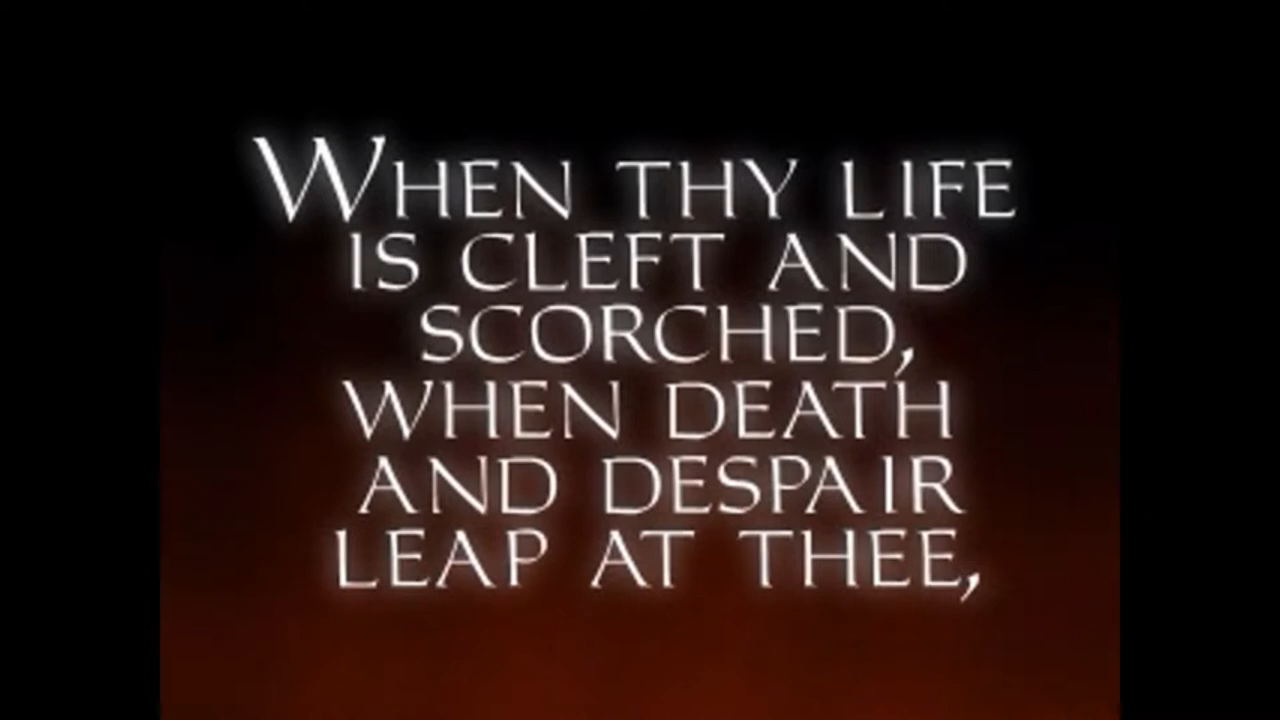 WHEN THY LIFE
IS CLEFT AND
SCORCHED,
WHEN DEATH
AND DESPAIR
LEAP AT THEE,